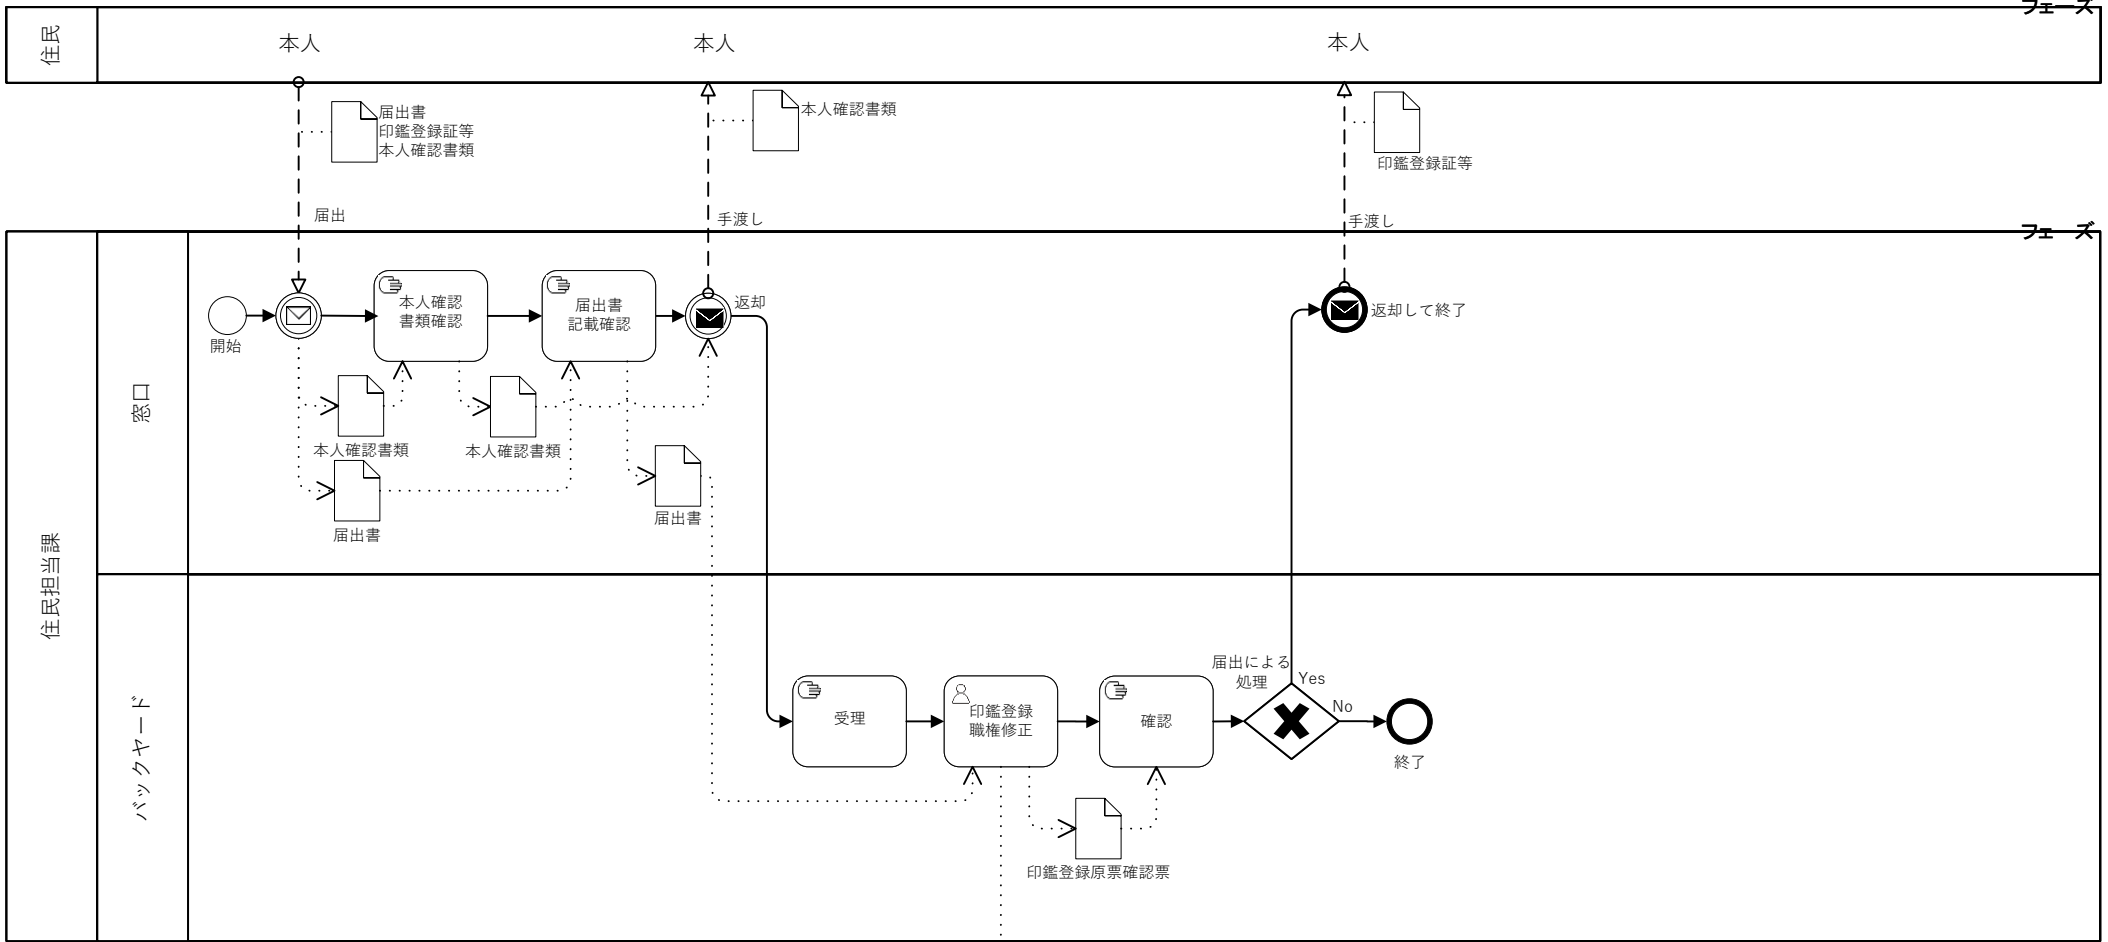 フェーズ
住民
本人
本人
本人
届出書
印鑑登録証等
本人確認書類
本人確認書類
印鑑登録証等
届出
手渡し
手渡し
フェーズ
住民担当課
窓口
開始
本人確認
書類確認
届出書
記載確認
返却
返却して終了
本人確認書類
本人確認書類
届出書
届出書
バックヤード
受理
印鑑登録
職権修正
確認
届出による
処理
Yes
No
終了
印鑑登録原票確認票